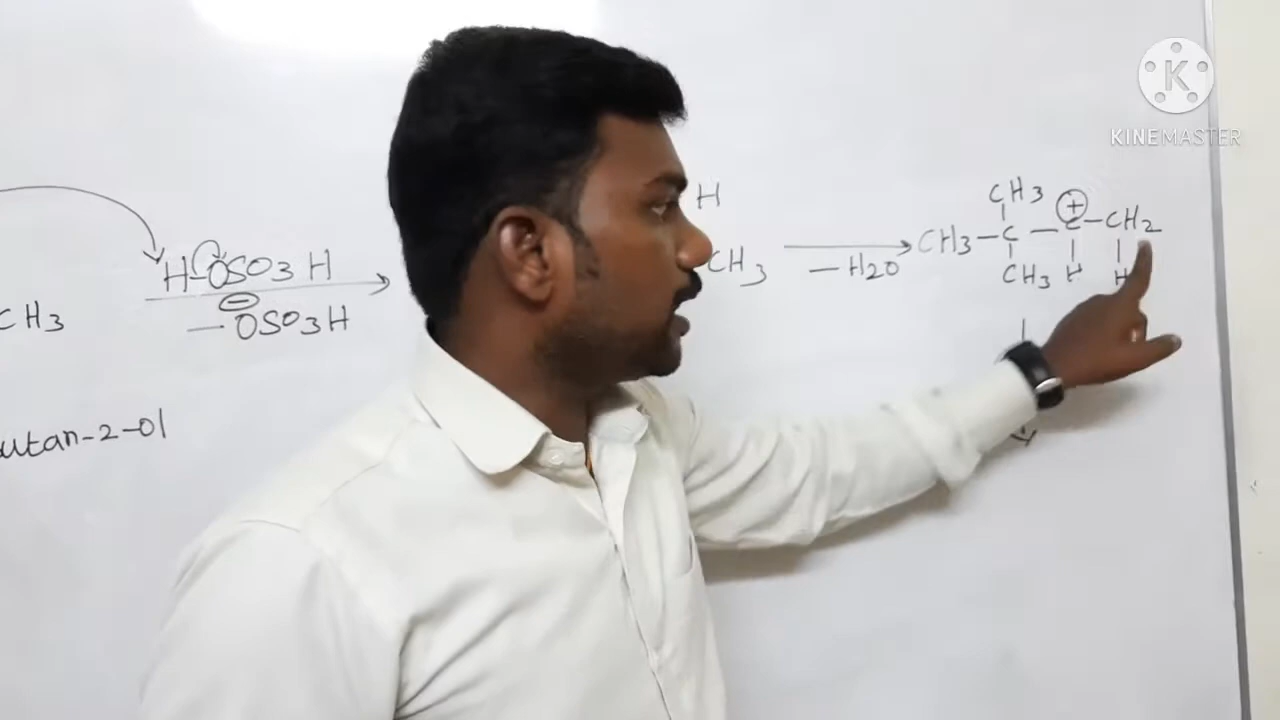 K
KINEMASTER
H
CH3
CH3-C-C-CH2
⊕
CH3 H H
H-OSO3H
⊖
-OSO3H
CH3
CH3
-H2O
utan-2-ol